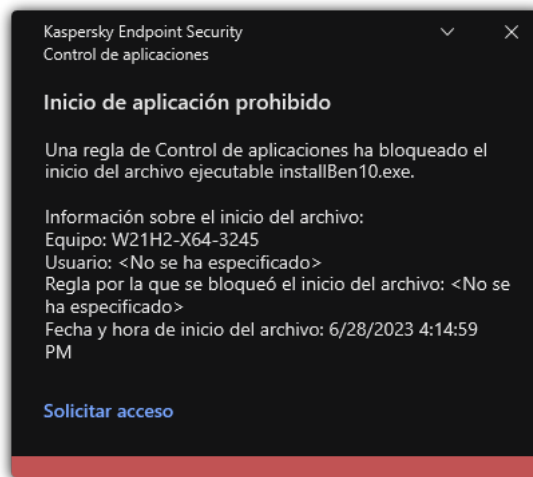 Kaspersky Endpoint Security
Control de aplicaciones
Inicio de aplicación prohibido
Una regla de Control de aplicaciones ha bloqueado el
inicio del archivo ejecutable installBen10.exe.
Información sobre el inicio del archivo:
Equipo: W21H2-X64-3245
Usuario: <No se ha especificado>
Regla por la que se bloqueó el inicio del archivo: <No se
ha especificado>
Fecha y hora de inicio del archivo: 6/28/2023 4:14:59
PM
Solicitar acceso